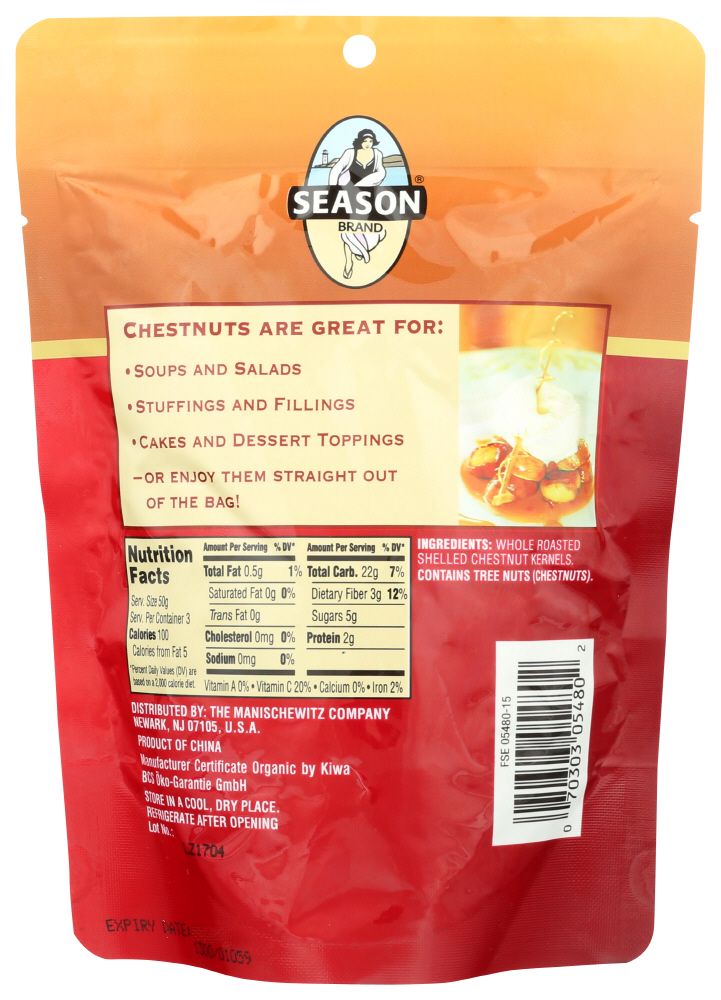 SEASON®
BRAND
CHESTNUTS ARE GREAT FOR:
•SOUPS AND SALADS
•STUFFINGS AND FILLINGS
•CAKES AND DESSERT TOPPINGS
–OR ENJOY THEM STRAIGHT OUT
OF THE BAG!
Nutrition
Facts
Serv. Size 50g
Serv. Per Container 3
Calories 100
Calories from Fat 5
*Percent Daily Values (DV) are
based on a 2,000 calorie diet.
Amount Per Serving % DV*
Total Fat 0.5g 1%
Saturated Fat 0g 0%
Trans Fat 0g
Cholesterol 0mg 0%
Sodium 0mg 0%
Amount Per Serving % DV*
Total Carb. 22g 7%
Dietary Fiber 3g 12%
Sugars 5g
Protein 2g
Vitamin A 0% • Vitamin C 20% • Calcium 0% • Iron 2%
INGREDIENTS: WHOLE ROASTED
SHELLED CHESTNUT KERNELS.
CONTAINS TREE NUTS (CHESTNUTS).
DISTRIBUTED BY: THE MANISCHEWITZ COMPANY
NEWARK, NJ 07105, U.S.A.
PRODUCT OF CHINA
Manufacturer Certificate Organic by Kiwa
BCS Öko-Garantie GmbH
STORE IN A COOL, DRY PLACE.
REFRIGERATE AFTER OPENING
Lot No.:
LZ1704
EXPIRY DATE:
FSE 05480-15
0 70303 05480 2